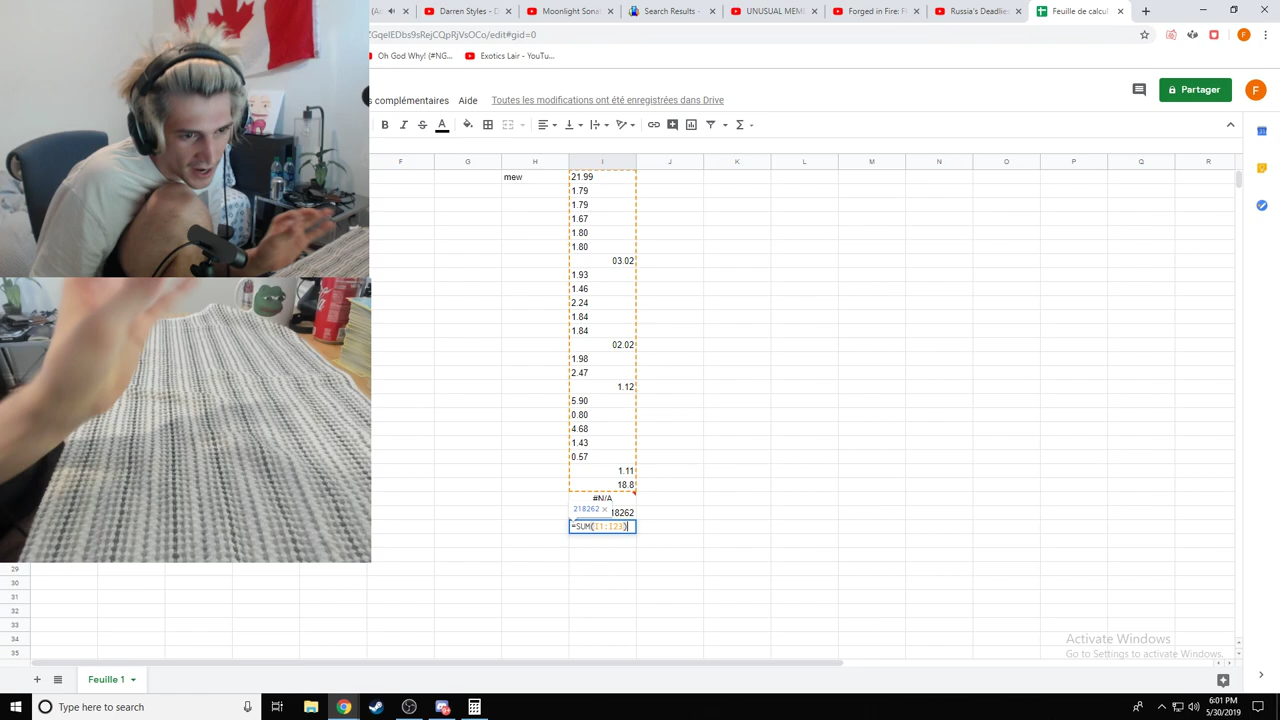 Darren Styles - D
Moonlight Sonat
Search Results -
UNUSUAL MEM
Forged in Fire: F
Russia's Deadlies
Feuille de calcul
GqeIEDbs9sRejCQpRjVsOCo/edit#gid=0
Oh God Why! (#NG...
Exotics Lair - YouTu...
s complémentaires
Aide
Toutes les modifications ont été enregistrées dans Drive
Partager
F
F G H I J K L M N O P Q R
mew 21.99
1.79
1.79
1.67
1.80
1.80
03.02
1.93
1.46
2.24
1.84
1.84
02.02
1.98
2.47
1.12
5.90
0.80
4.68
1.43
0.57
1.11
18.8
#N/A
218262 × 18262
=SUM(I1:I23)
29
30
31
32
33
34
35
Activate Windows
Go to Settings to activate Windows.
Feuille 1
Type here to search
6:01 PM
5/30/2019